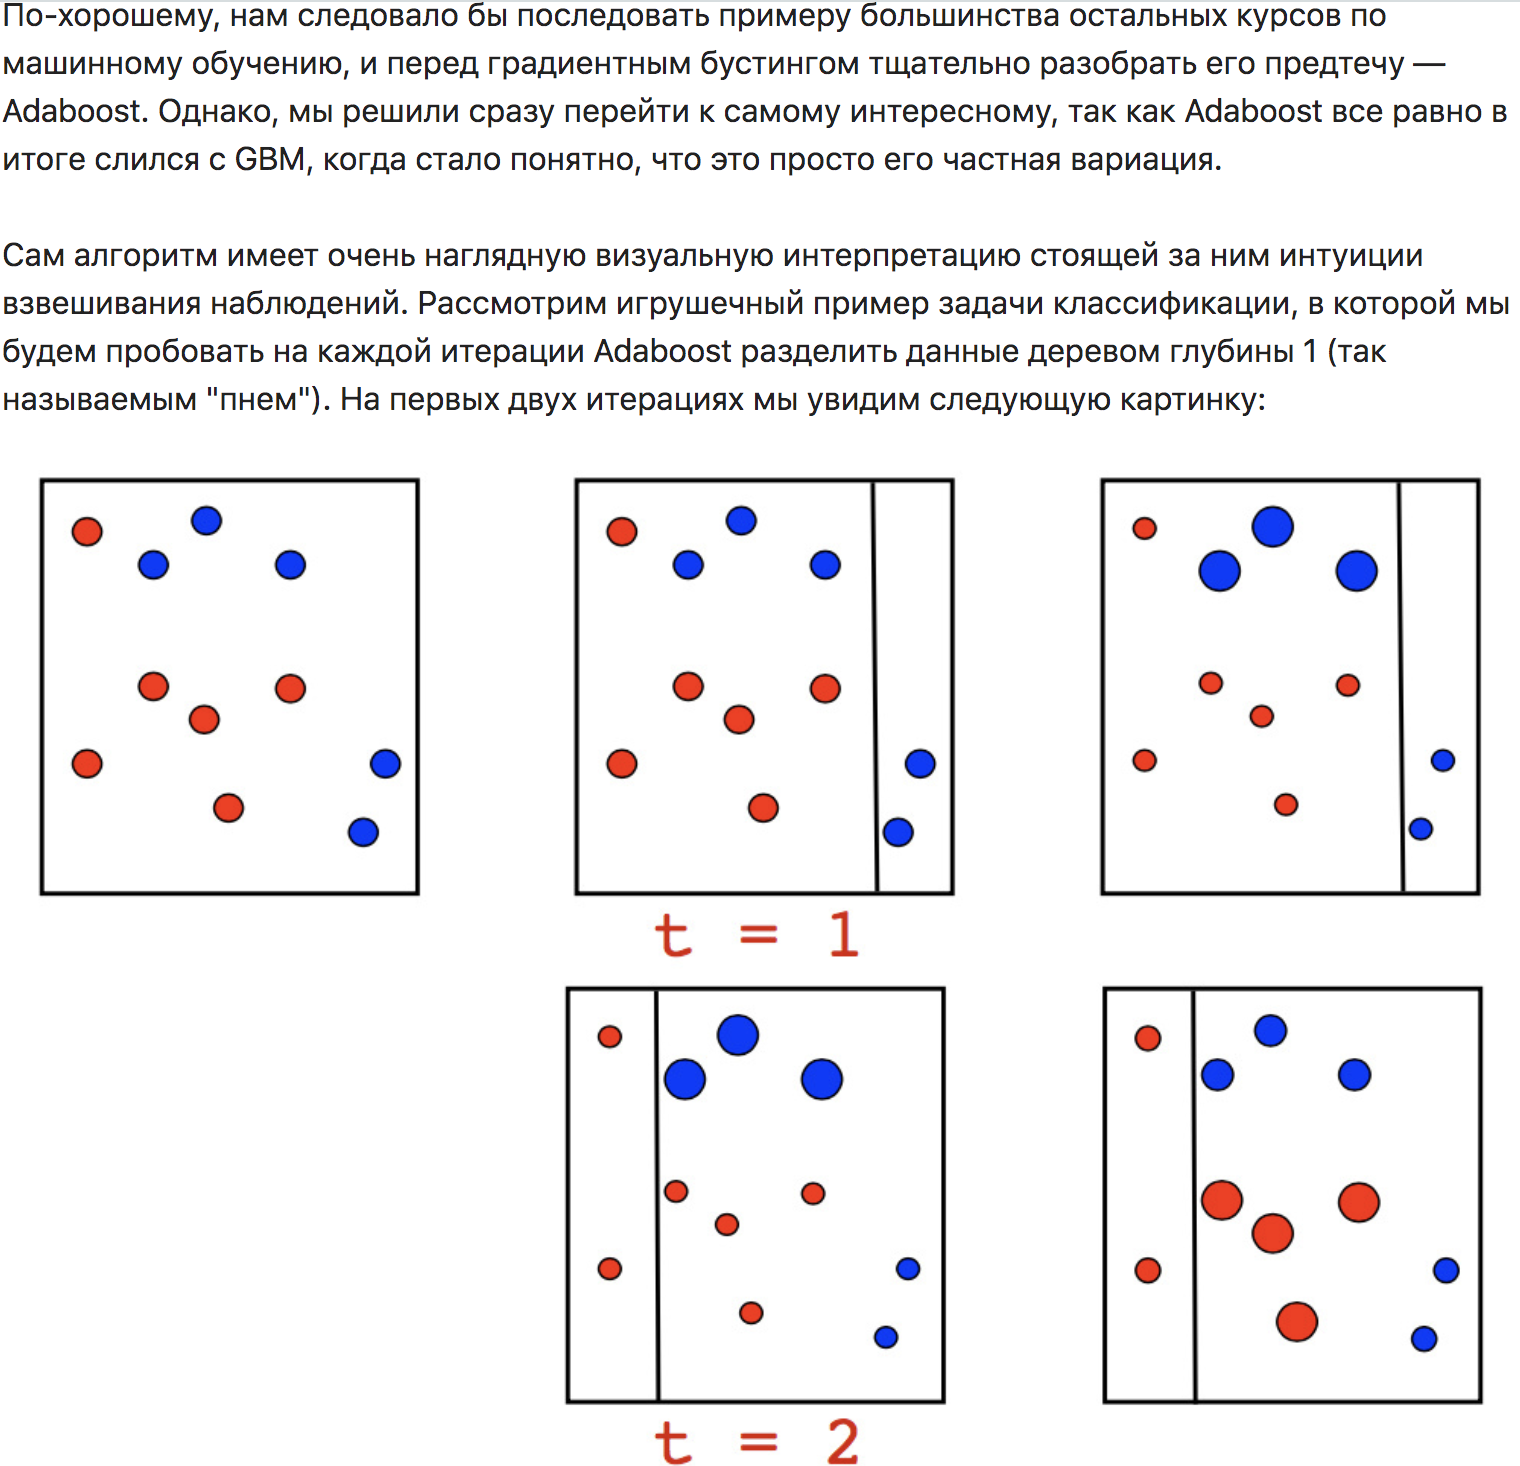 По-хорошему, нам следовало бы последовать примеру большинства остальных курсов по
машинному обучению, и перед градиентным бустингом тщательно разобрать его предтечу —
Adaboost. Однако, мы решили сразу перейти к самому интересному, так как Adaboost все равно в
итоге слился с GBM, когда стало понятно, что это просто его частная вариация.
Сам алгоритм имеет очень наглядную визуальную интерпретацию стоящей за ним интуиции
взвешивания наблюдений. Рассмотрим игрушечный пример задачи классификации, в которой мы
будем пробовать на каждой итерации Adaboost разделить данные деревом глубины 1 (так
называемым "пнем"). На первых двух итерациях мы увидим следующую картинку:
t = 1
t = 2